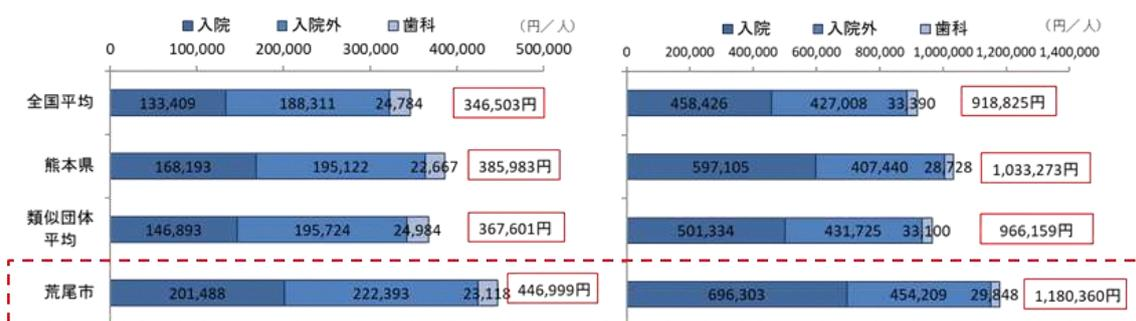 ■入院 ■入院外 □歯科 (円／人)
0 100,000 200,000 300,000 400,000 500,000
全国平均 133,409 188,311 24,784 346,503円
熊本県 168,193 195,122 22,667 385,983円
類似団体
平均 146,893 195,724 24,984 367,601円
荒尾市 201,488 222,393 23,118 446,999円
■入院 ■入院外 □歯科 (円／人)
0 200,000 400,000 600,000 800,000 1,000,000 1,200,000 1,400,000
458,426 427,008 33,390 918,825円
597,105 407,440 28,728 1,033,273円
501,334 431,725 33,100 966,159円
696,303 454,209 29,848 1,180,360円